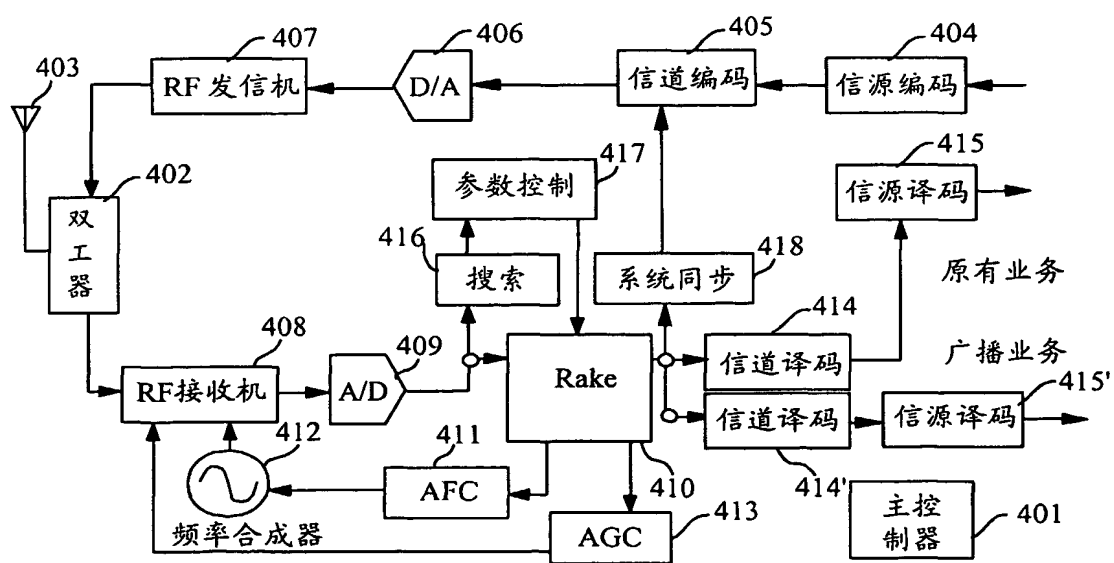 407
406
405
404
403
RF发信机
D/A
信道编码
信源编码
402
417
415
参数控制
信源译码
双工器
416
418
搜索
系统同步
原有业务
408
409
414
广播业务
RF接收机
A/D
Rake
信道译码
415'
信道译码
信源译码
412
411
AFC
410
414'
频率合成器
AGC
413
主控
制器
401